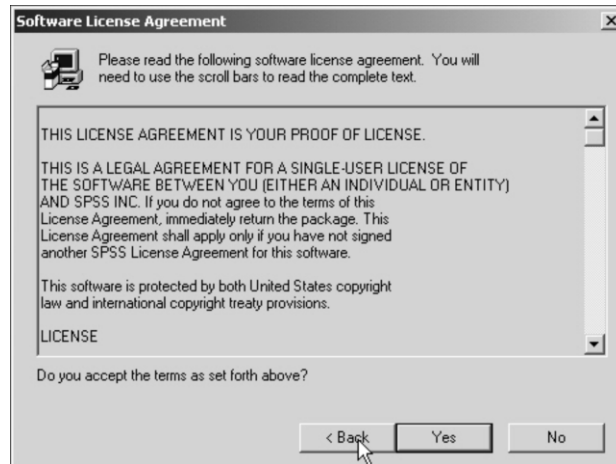 Software License Agreement
Please read the following software license agreement. You will
need to use the scroll bars to read the complete text.
THIS LICENSE AGREEMENT IS YOUR PROOF OF LICENSE.
THIS IS A LEGAL AGREEMENT FOR A SINGLE-USER LICENSE OF
THE SOFTWARE BETWEEN YOU (EITHER AN INDIVIDUAL OR ENTITY)
AND SPSS INC. If you do not agree to the terms of this
License Agreement, immediately return the package. This
License Agreement shall apply only if you have not signed
another SPSS License Agreement for this software.
This software is protected by both United States copyright
law and international copyright treaty provisions.
LICENSE
Do you accept the terms as set forth above?
< Back Yes No